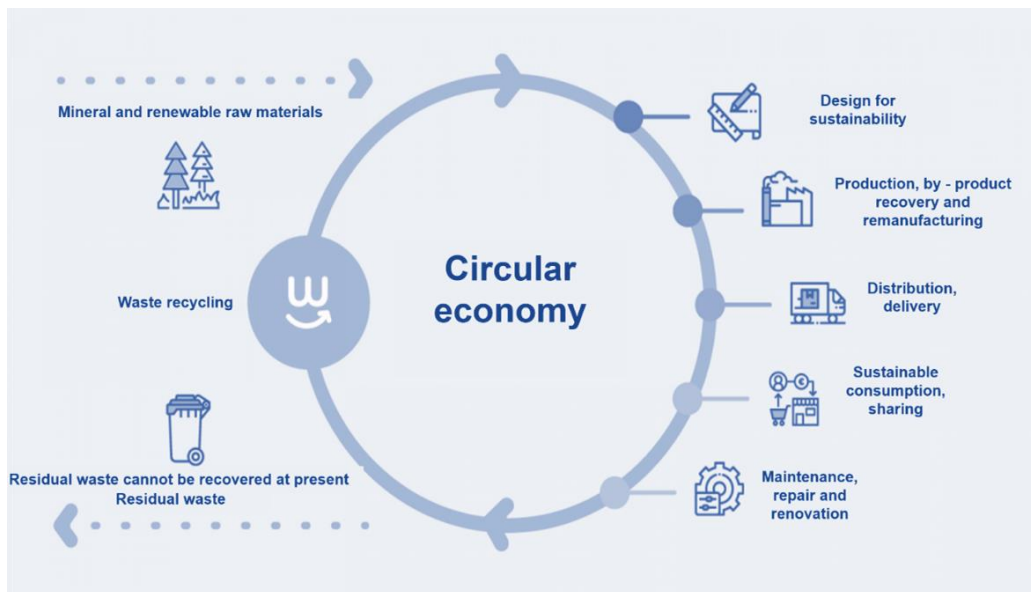 Mineral and renewable raw materials
Waste recycling
Residual waste cannot be recovered at present
Residual waste
Circular
economy
Design for
sustainability
Production, by - product
recovery and
remanufacturing
Distribution,
delivery
Sustainable
consumption,
sharing
Maintenance,
repair and
renovation